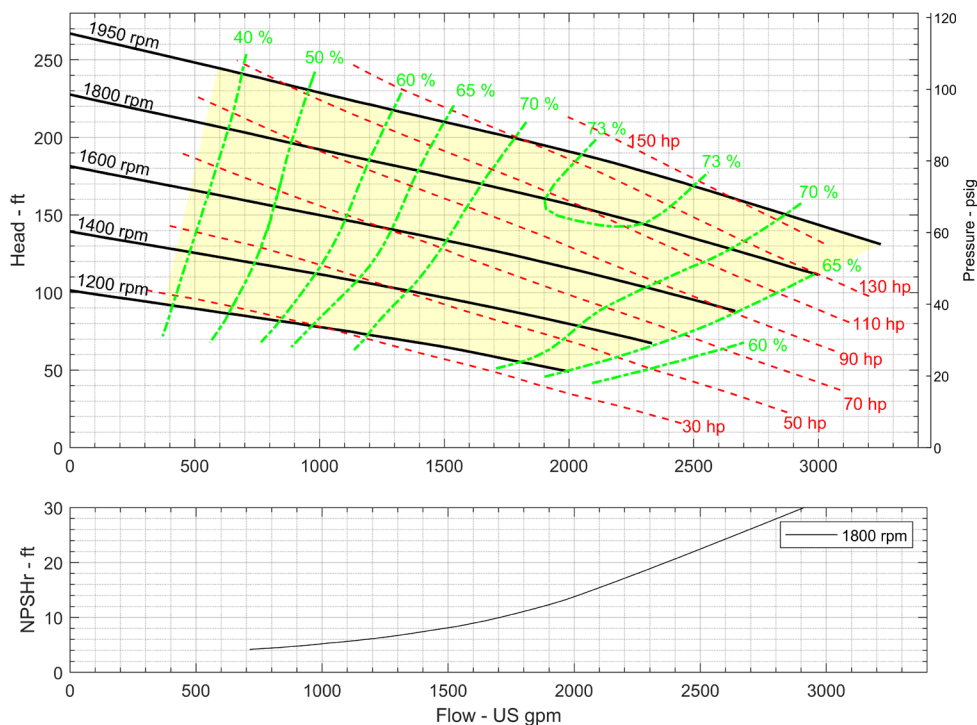 1950 rpm
1800 rpm
1600 rpm
1400 rpm
1200 rpm
40 %
50 %
60 %
65 %
70 %
73 %
150 hp
73 %
70 %
65 %
60 %
130 hp
110 hp
90 hp
70 hp
50 hp
30 hp
Head - ft
250
200
150
100
50
0
Pressure - psig
120
100
80
60
40
20
0
0 500 1000 1500 2000 2500 3000
NPSHr - ft
30
20
10
0
1800 rpm
0 500 1000 1500 2000 2500 3000
Flow - US gpm